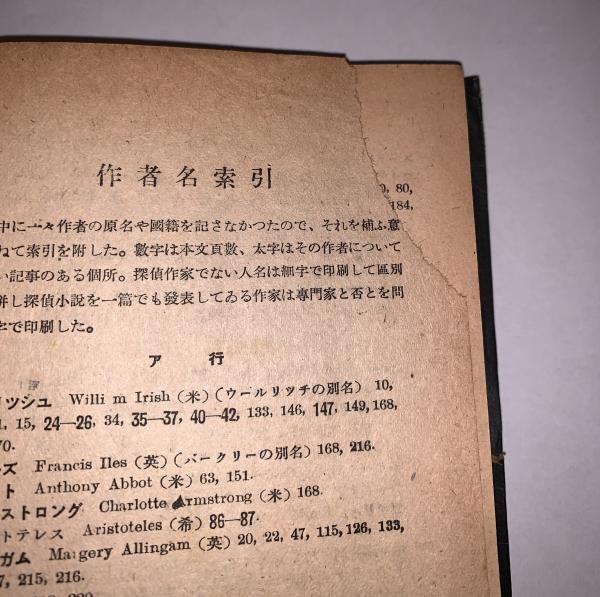 作者名索引
0, 80,
184,
中に一々作者の原名や國籍を記さなかつたので、それを補ふ意
ねて索引を附した。數字は本文頁數、太字はその作者について
い記事のある個所。探偵作家でない人名は細字で印刷して區別
併し探偵小說を一篇でも發表してゐる作家は專門家と否とを問
字で印刷した。
ア行
リッシュ Willi m Irish(米)(ウールリッチの別名)10,
1, 15, 24—26, 34, 35—37, 40—42, 133, 146, 147, 149, 168,
70.
ルズ Francis Iles(英)(バークリーの別名)168, 216.
ト Anthony Abbot(米)63, 151.
ストロング Charlotte Armstrong(米)168.
トテレス Aristoteles(希)86—87.
ガム Margery Allingam(英)20, 22, 47, 115, 126, 133,
7, 215, 216.